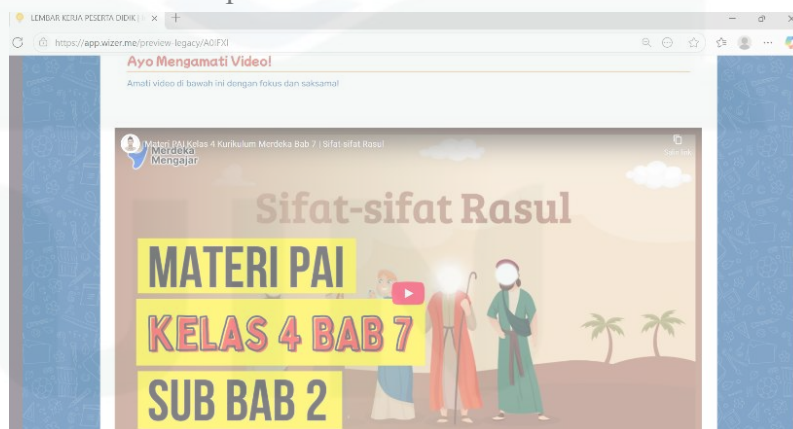 LEMBAR KERJA PESERTA DIDIK
https://app.wizer.me/preview-legacy/A0IFXI
Ayo Mengamati Video!
Amati video di bawah ini dengan fokus dan saksama!
Materi PAI Kelas 4 Kurikulum Merdeka Bab 7 | Sifat-sifat Rasul
Merdeka
Mengajar
Sifat-sifat Rasul
MATERI PAI
KELAS 4 BAB 7
SUB BAB 2